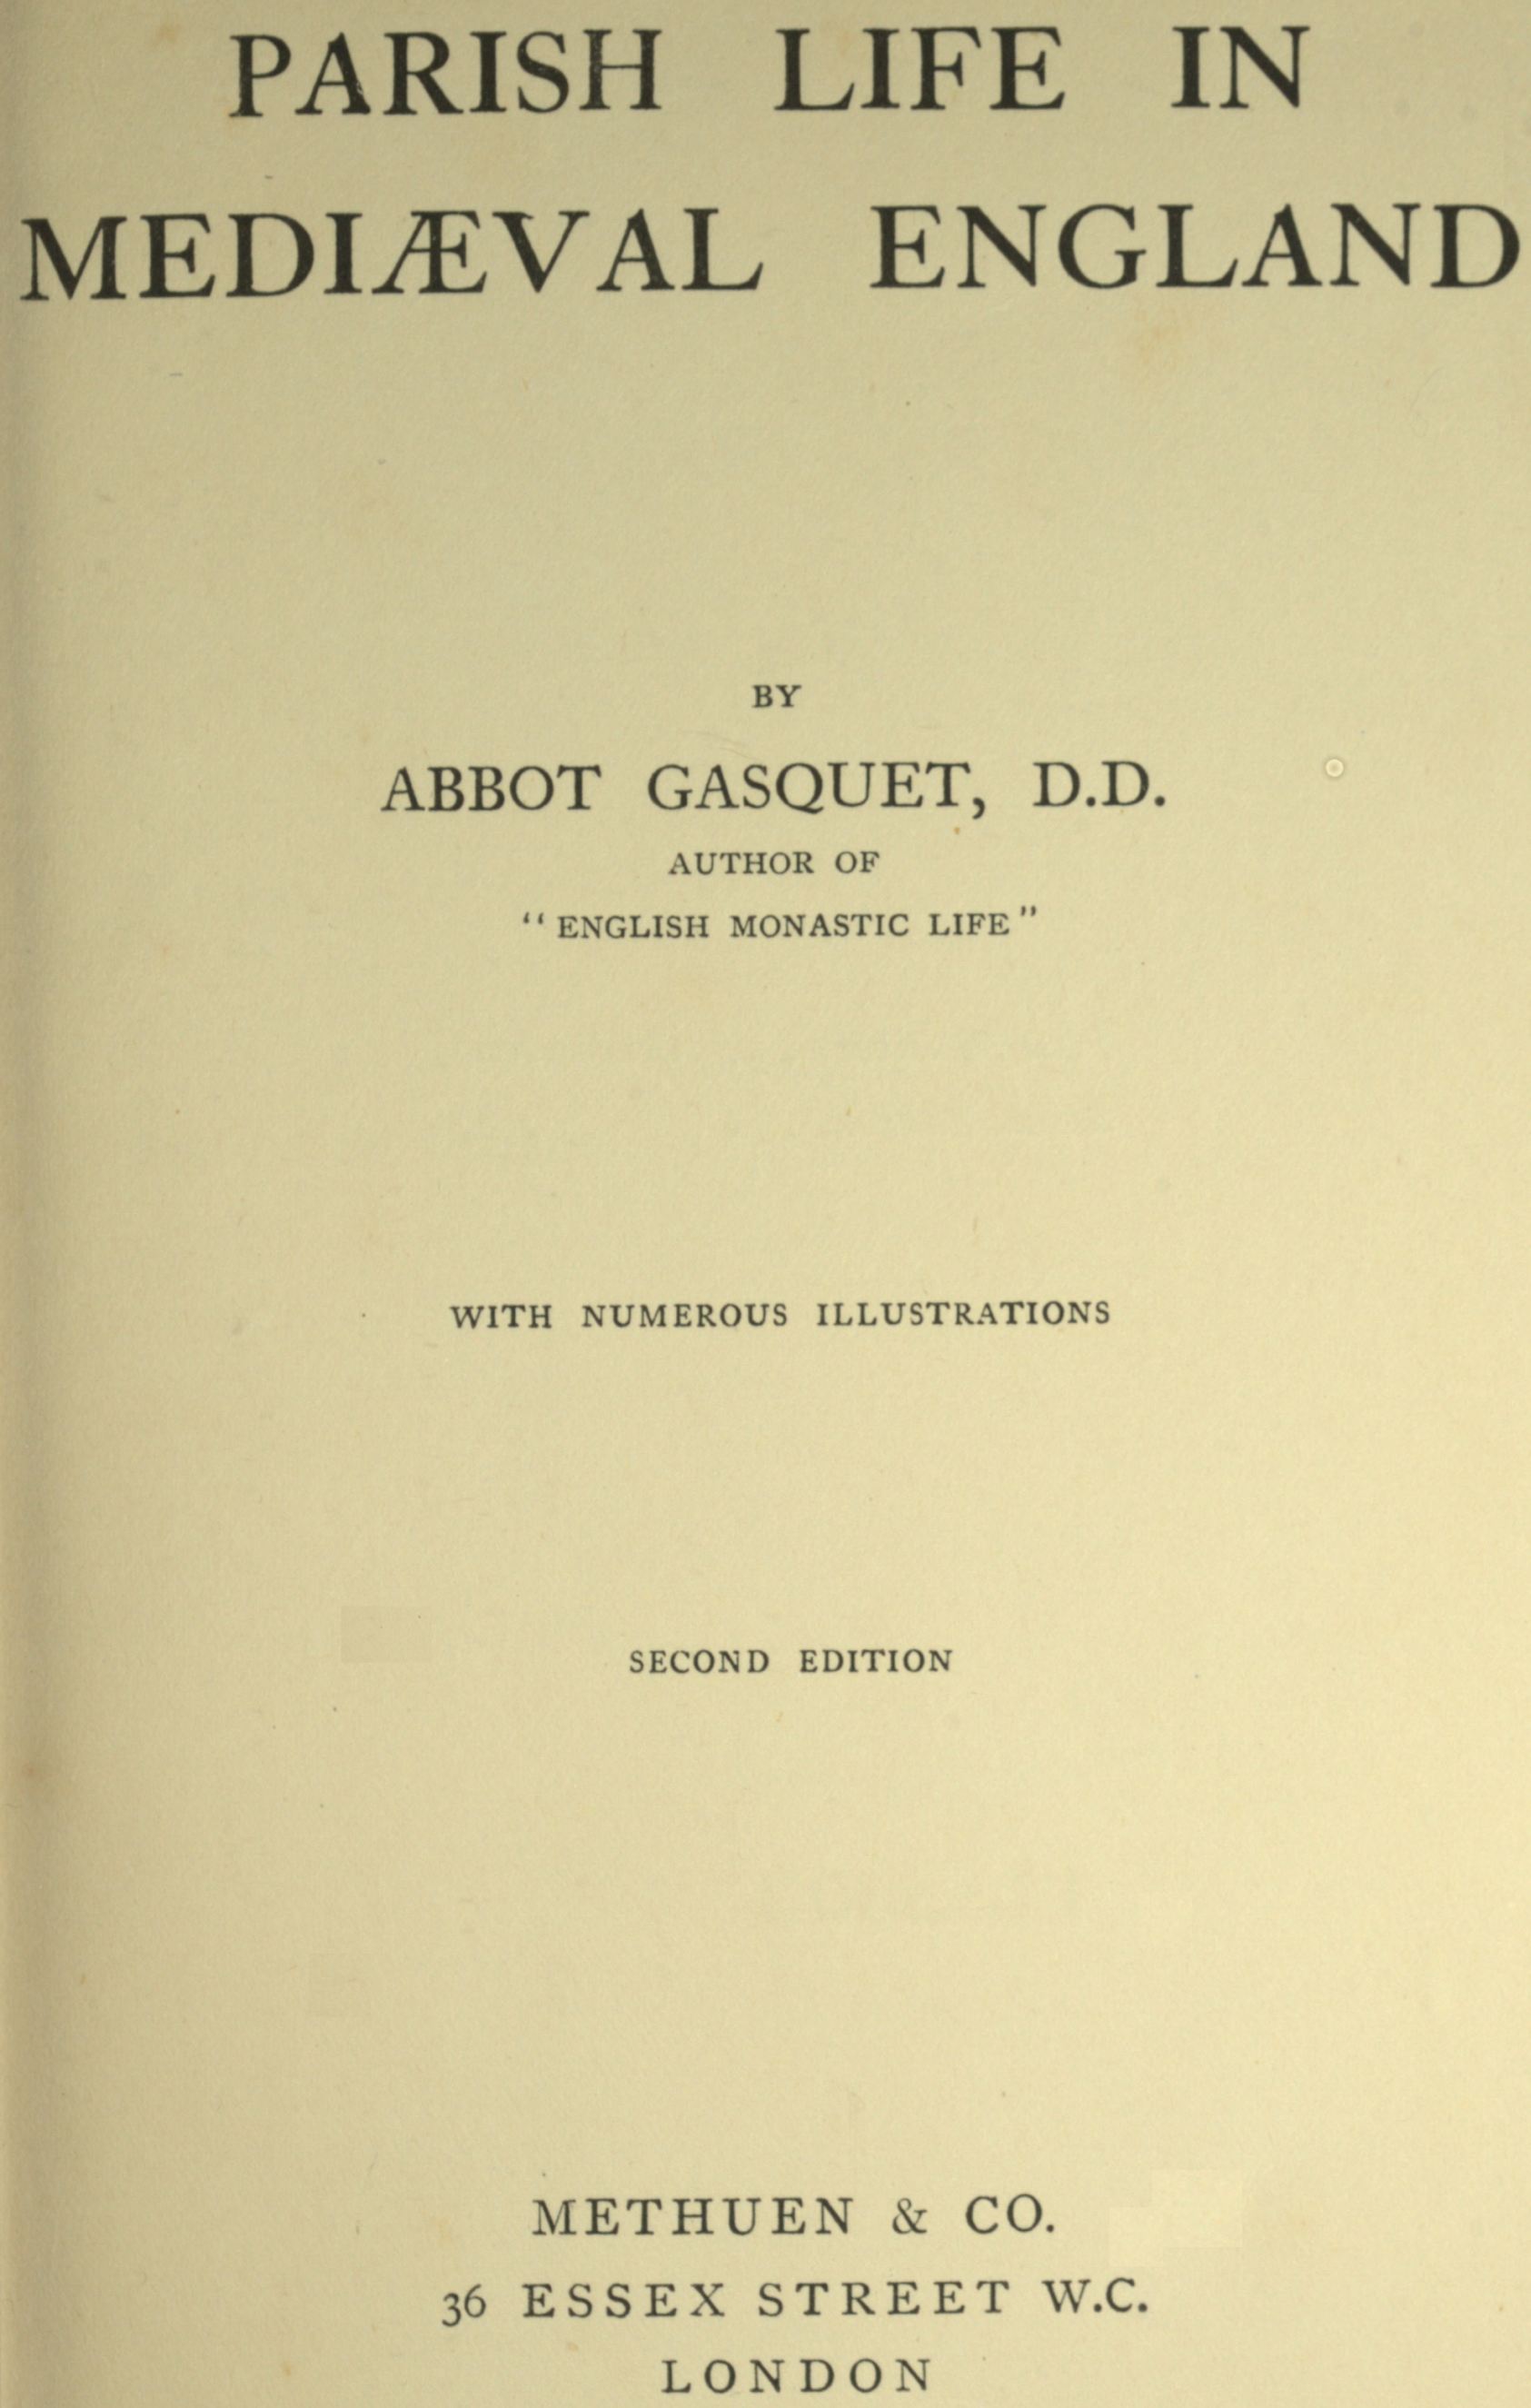 PARISH LIFE IN
MEDIÆVAL ENGLAND
BY
ABBOT GASQUET, D.D.
AUTHOR OF
"ENGLISH MONASTIC LIFE"
WITH NUMEROUS ILLUSTRATIONS
SECOND EDITION
METHUEN & CO.
36 ESSEX STREET W.C.
LONDON